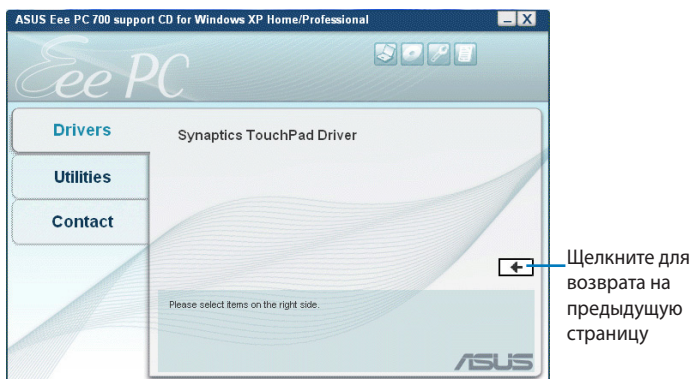 ASUS Eee PC 700 support CD for Windows XP Home/Professional
Eee PC
Drivers
Synaptics TouchPad Driver
Utilities
Contact
Щелкните для
возврата на
предыдущую
страницу
Please select items on the right side.
ASUS